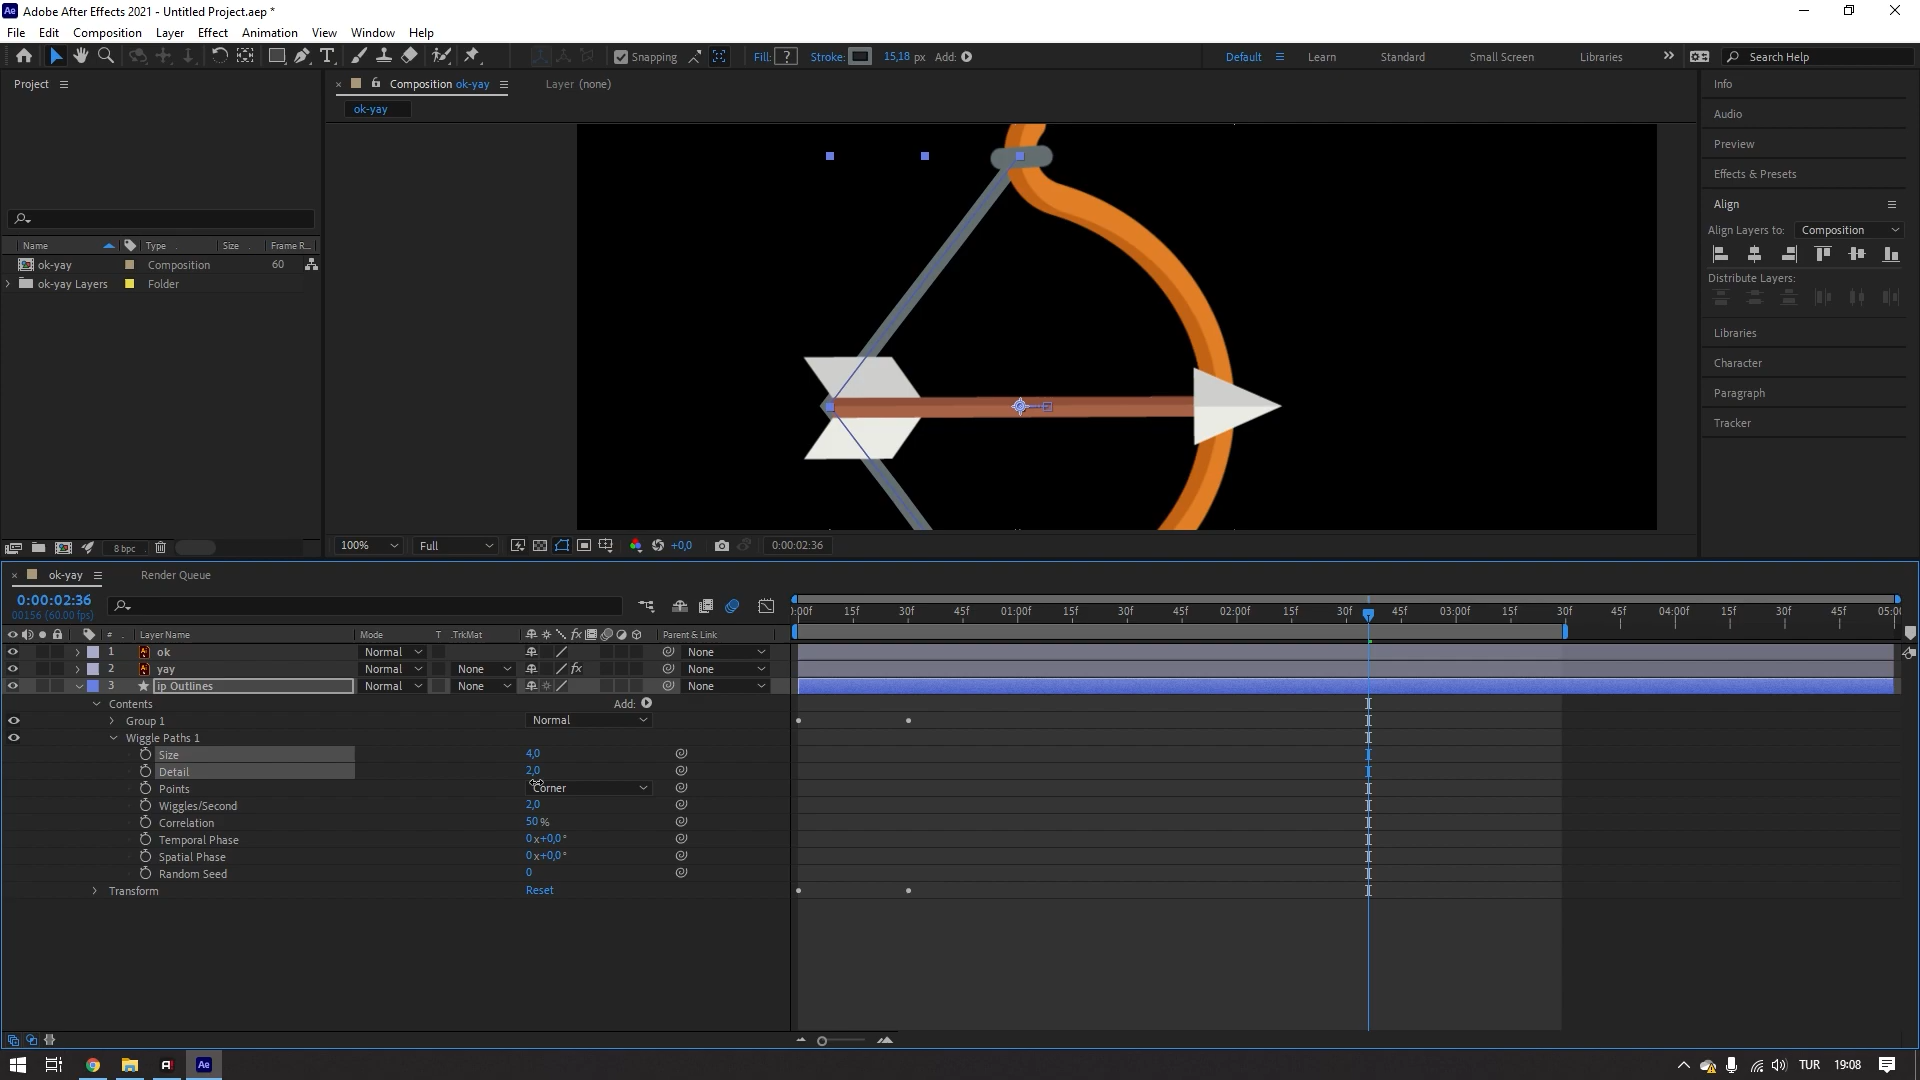 Adobe After Effects 2021 - Untitled Project.aep *
File Edit Composition Layer Effect Animation View Window Help
Snapping Fill: ? Stroke: 15,18 px Add: Default Learn Standard Small Screen Libraries Search Help
Project
Composition ok-yay Layer (none)
ok-yay
Name Type Size Frame R...
ok-yay Composition 60
ok-yay Layers Folder
8 bpc
100% Full +0,0 0:00:02:36
Info
Audio
Preview
Effects & Presets
Align
Align Layers to: Composition
Distribute Layers:
Libraries
Character
Paragraph
Tracker
ok-yay Render Queue
0:00:02:36
00156 (60.00 fps)
):00f 15f 30f 45f 01:00f 15f 30f 45f 02:00f 15f 30f 45f 03:00f 15f 30f 45f 04:00f 15f 30f 45f 05:00
# Layer Name Mode T .TrkMat Parent & Link
1 ok Normal None
2 yay Normal None None
3 ip Outlines Normal None None
Contents Add:
Group 1 Normal
Wiggle Paths 1
Size 4,0
Detail 2,0
Points Corner
Wiggles/Second 2,0
Correlation 50 %
Temporal Phase 0x+0,0°
Spatial Phase 0x+0,0°
Random Seed 0
Transform Reset
Ae TUR 19:08